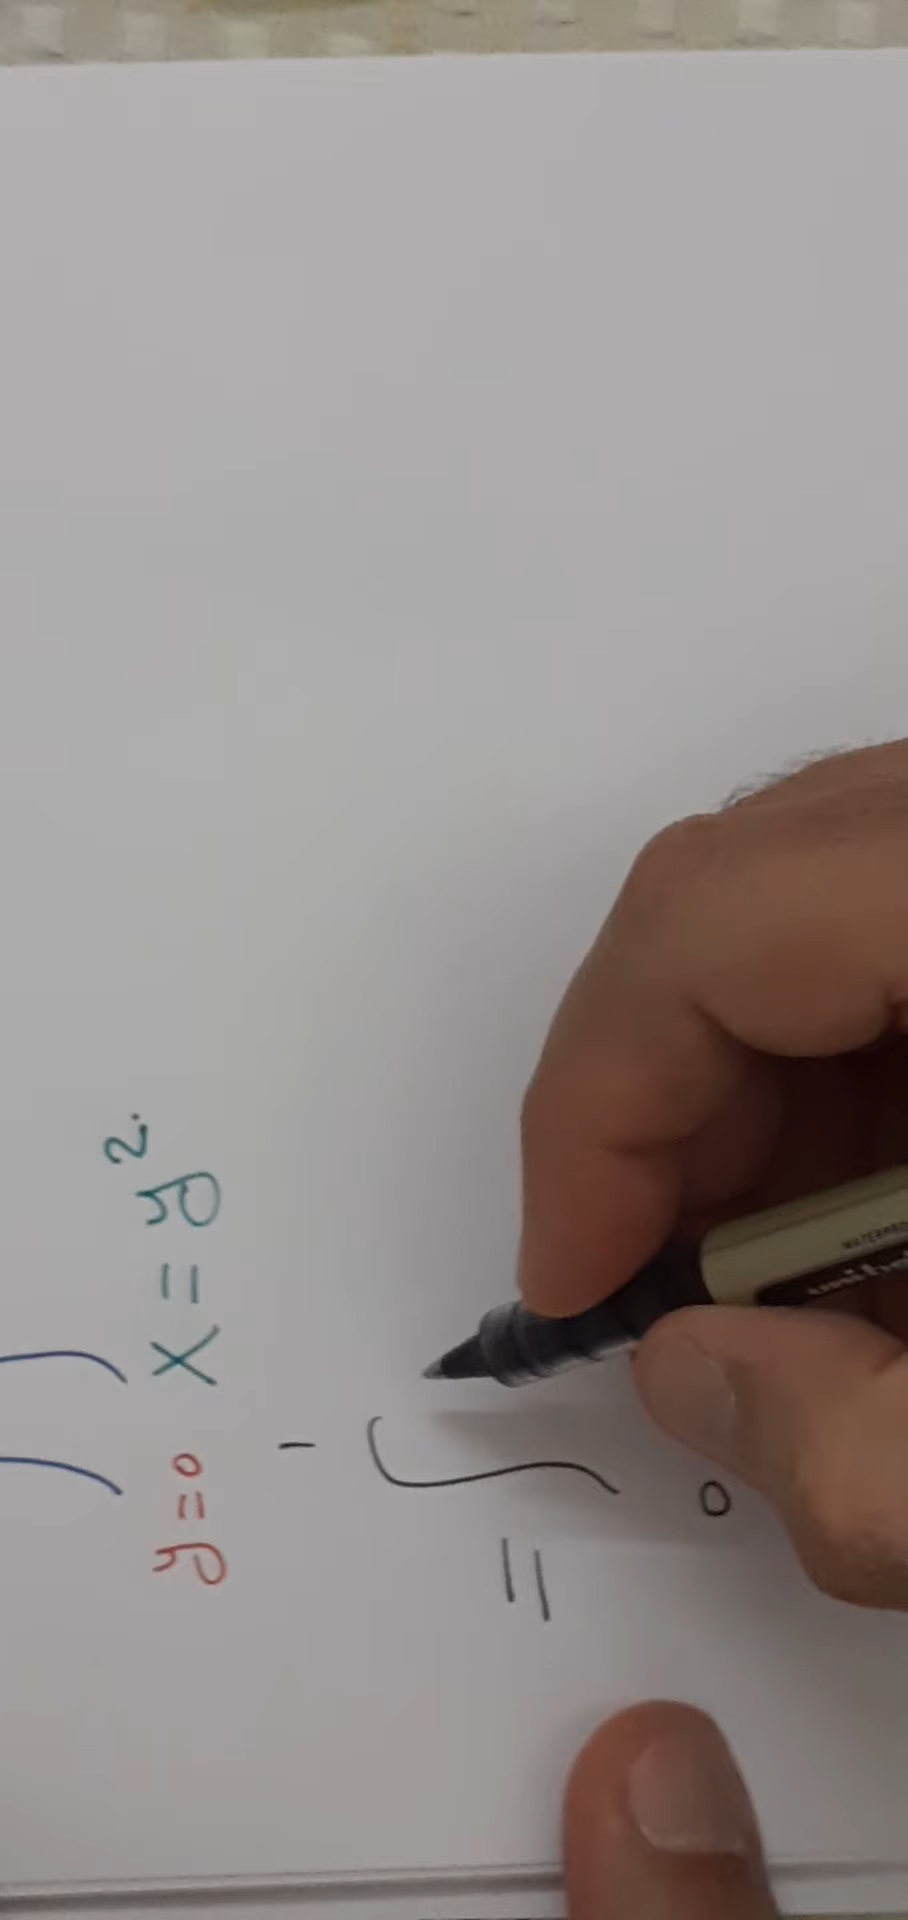 ∫ ∫
y=0 x=y².
1
= ∫
0